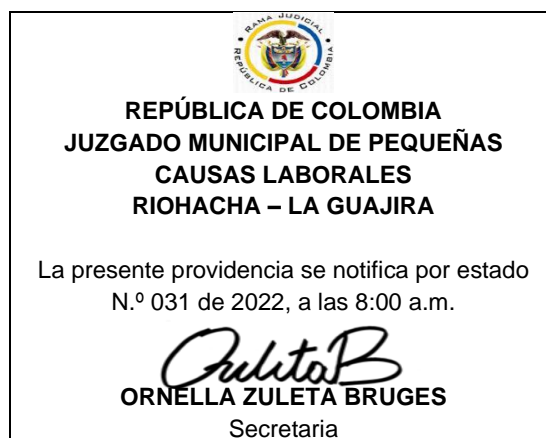 RAMA JUDICIAL
REPÚBLICA DE COLOMBIA
REPÚBLICA DE COLOMBIA
JUZGADO MUNICIPAL DE PEQUEÑAS
CAUSAS LABORALES
RIOHACHA – LA GUAJIRA
La presente providencia se notifica por estado
N.º 031 de 2022, a las 8:00 a.m.
ZuletaB
ORNELLA ZULETA BRUGES
Secretaria